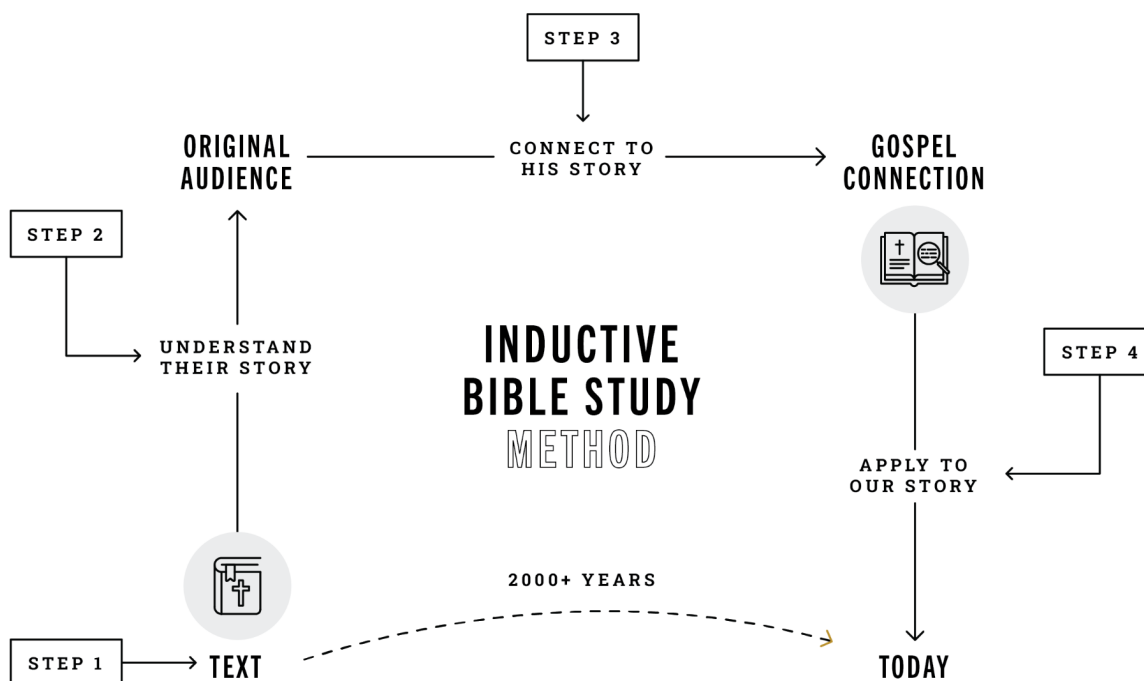 STEP 3
ORIGINAL
AUDIENCE
CONNECT TO
HIS STORY
GOSPEL
CONNECTION
STEP 2
UNDERSTAND
THEIR STORY
INDUCTIVE
BIBLE STUDY
METHOD
STEP 4
APPLY TO
OUR STORY
2000+ YEARS
STEP 1
TEXT
TODAY